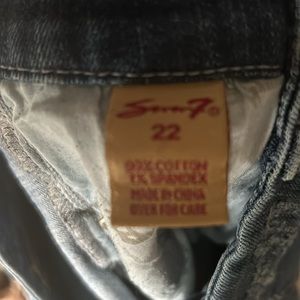 Seven7®
22
99% COTTON
1% SPANDEX
MADE IN CHINA
OVER FOR CARE